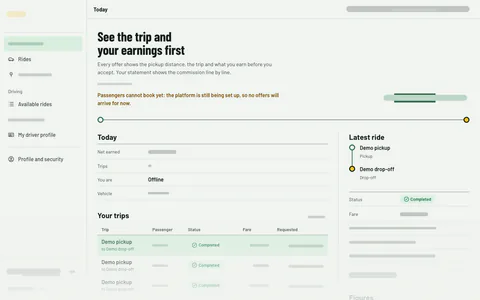 Today
Rides
Driving
Available rides
My driver profile
Profile and security
See the trip and
your earnings first
Every offer shows the pickup distance, the trip and what you earn before you
accept. Your statement shows the commission line by line.
Passengers cannot book yet: the platform is still being set up, so no offers will
arrive for now.
Today
Net earned
Trips
You are Offline
Vehicle
Your trips
Trip Passenger Status Fare Requested
Demo pickup
to Demo drop-off
Completed
Demo pickup
to Demo drop-off
Completed
Demo pickup
to Demo drop-off
Completed
Latest ride
Demo pickup
Pickup
Demo drop-off
Drop-off
Status Completed
Fare
Figures